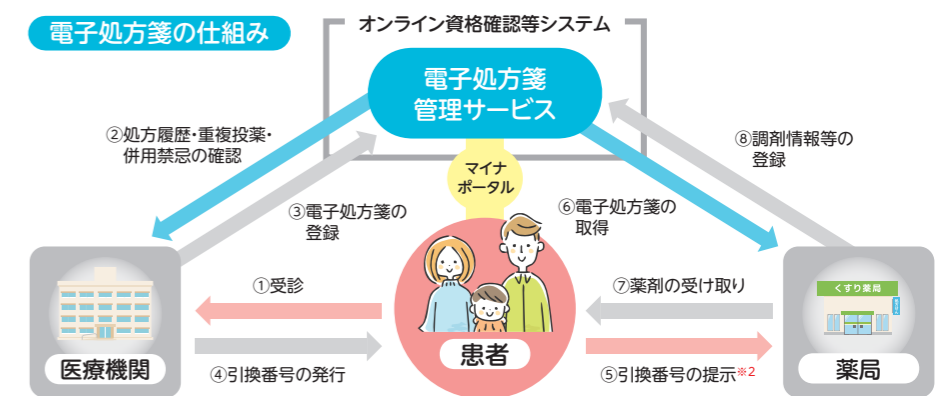 電子処方箋の仕組み
オンライン資格確認等システム
電子処方箋
管理サービス
②処方履歴・重複投薬・
併用禁忌の確認
⑧調剤情報等の
登録
マイナ
ポータル
③電子処方箋の
登録
⑥電子処方箋の
取得
①受診
⑦薬剤の受け取り
くすり薬局
医療機関
患者
薬局
④引換番号の発行
⑤引換番号の提示※2